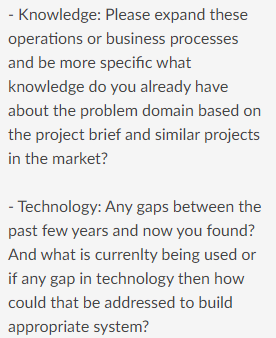 - Knowledge: Please expand these
operations or business processes
and be more specific what
knowledge do you already have
about the problem domain based on
the project brief and similar projects
in the market?
- Technology: Any gaps between the
past few years and now you found?
And what is currenlty being used or
if any gap in technology then how
could that be addressed to build
appropriate system?